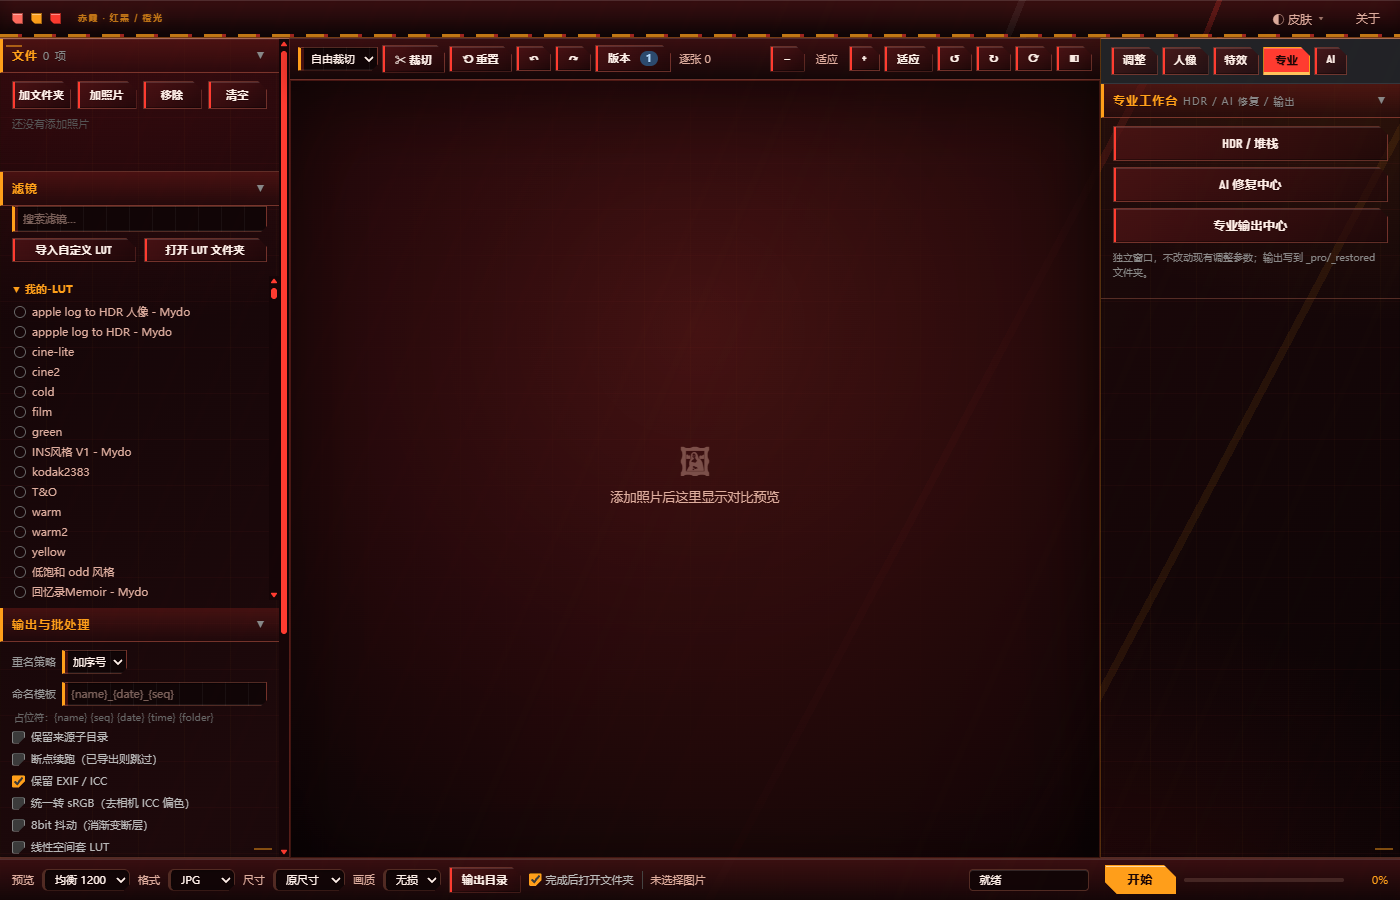 赤霞 · 红黑 / 橙光
皮肤
关于
文件 0 项
加文件夹 加照片 移除 清空
还没有添加照片
滤镜
搜索滤镜...
导入自定义 LUT 打开 LUT 文件夹
我的-LUT
apple log to HDR 人像 - Mydo
appple log to HDR - Mydo
cine-lite
cine2
cold
film
green
INS风格 V1 - Mydo
kodak2383
T&O
warm
warm2
yellow
低饱和 odd 风格
回忆录Memoir - Mydo
输出与批处理
重名策略 加序号
命名模板 {name}_{date}_{seq}
占位符：{name} {seq} {date} {time} {folder}
保留来源子目录
断点续跑（已导出则跳过）
保留 EXIF / ICC
统一转 sRGB（去相机 ICC 偏色）
8bit 抖动（消渐变断层）
线性空间套 LUT
自由裁切 裁切 重置 版本 1 逐张 0 − 适应 + 适应
添加照片后这里显示对比预览
调整 人像 特效 专业 AI
专业工作台 HDR / AI 修复 / 输出
HDR / 堆栈
AI 修复中心
专业输出中心
独立窗口，不改动现有调整参数；输出写到 _pro/_restored
文件夹。
预览 均衡 1200 格式 JPG 尺寸 原尺寸 画质 无损 输出目录 完成后打开文件夹 未选择图片 就绪 开始 0%